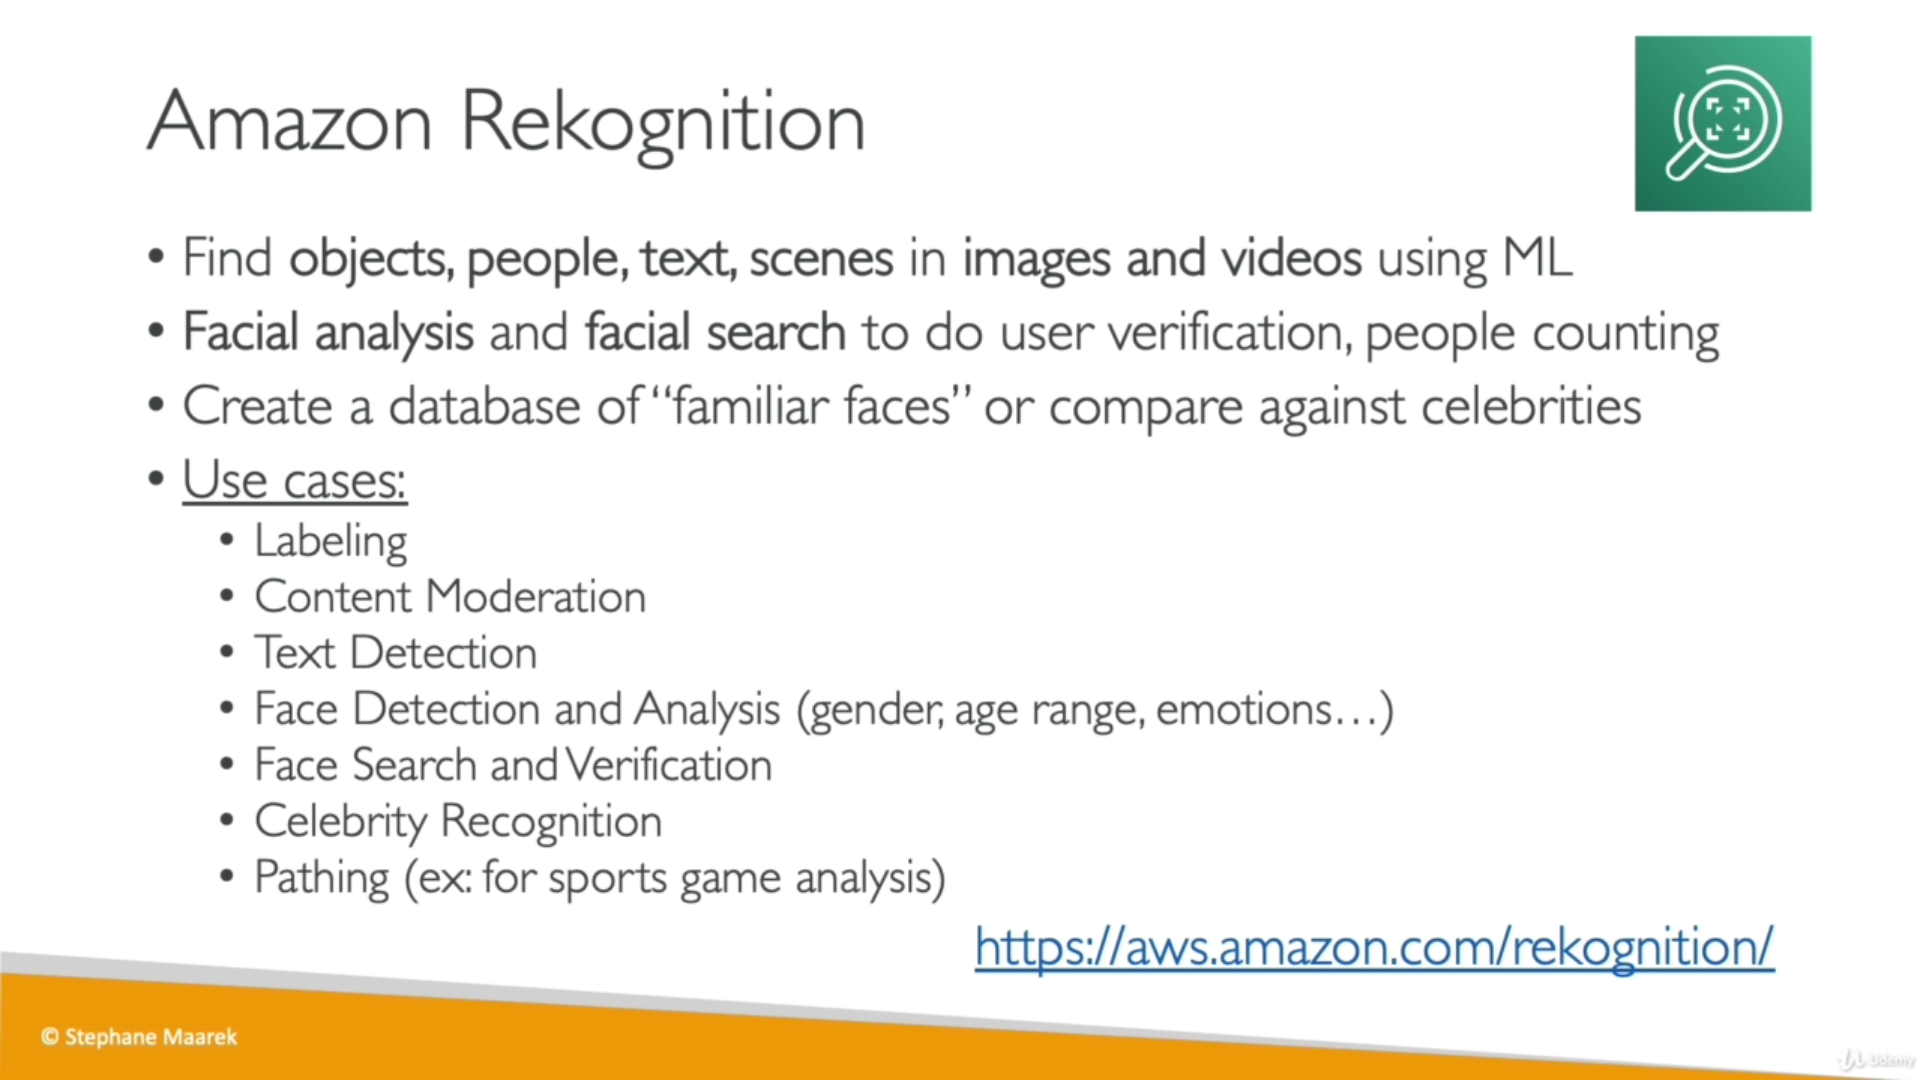 Amazon Rekognition
• Find objects, people, text, scenes in images and videos using ML
• Facial analysis and facial search to do user verification, people counting
• Create a database of “familiar faces” or compare against celebrities
• Use cases:
• Labeling
• Content Moderation
• Text Detection
• Face Detection and Analysis (gender, age range, emotions…)
• Face Search and Verification
• Celebrity Recognition
• Pathing (ex: for sports game analysis)
https://aws.amazon.com/rekognition/
© Stephane Maarek
Udemy